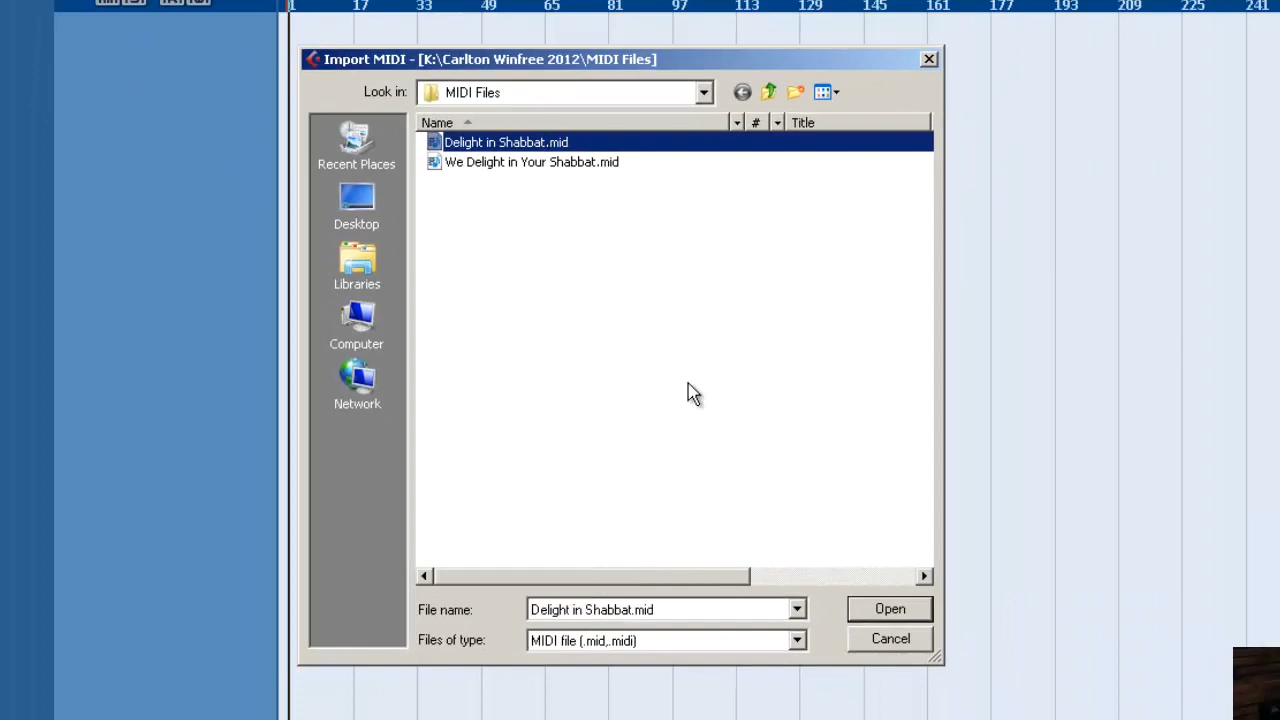 1 17 33 49 65 81 97 113 129 145 161 177 193 209 225 241
Import MIDI - [K:\Carlton Winfree 2012\MIDI Files]
Look in: MIDI Files
Name # Title
Delight in Shabbat.mid
We Delight in Your Shabbat.mid
Recent Places
Desktop
Libraries
Computer
Network
File name: Delight in Shabbat.mid Open
Files of type: MIDI file (.mid,.midi) Cancel